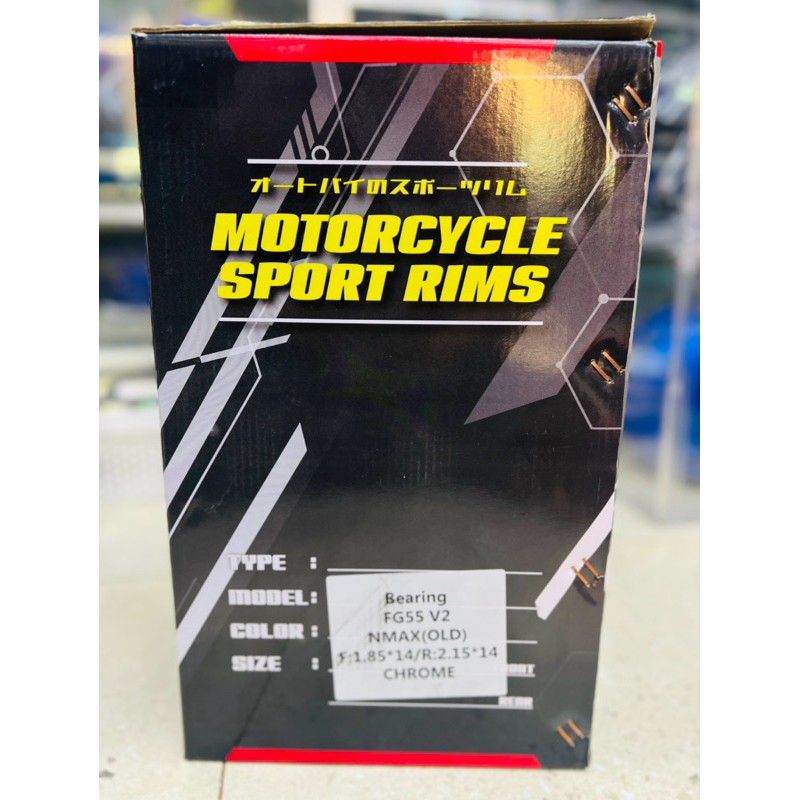 オートバイのスポーツリム
MOTORCYCLE
SPORT RIMS
TYPE :
MODEL:
COLOR :
SIZE :
Bearing
FG55 V2
NMAX(OLD)
F:1.85*14/R:2.15*14
CHROME
FRONT
REAR